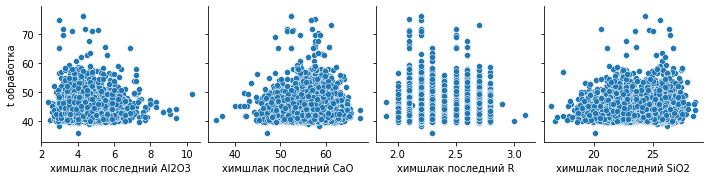 t обработка
70
60
50
40
2 4 6 8 10
химшлак последний Al2O3
40 50 60
химшлак последний CaO
2.0 2.5 3.0
химшлак последний R
20 25
химшлак последний SiO2